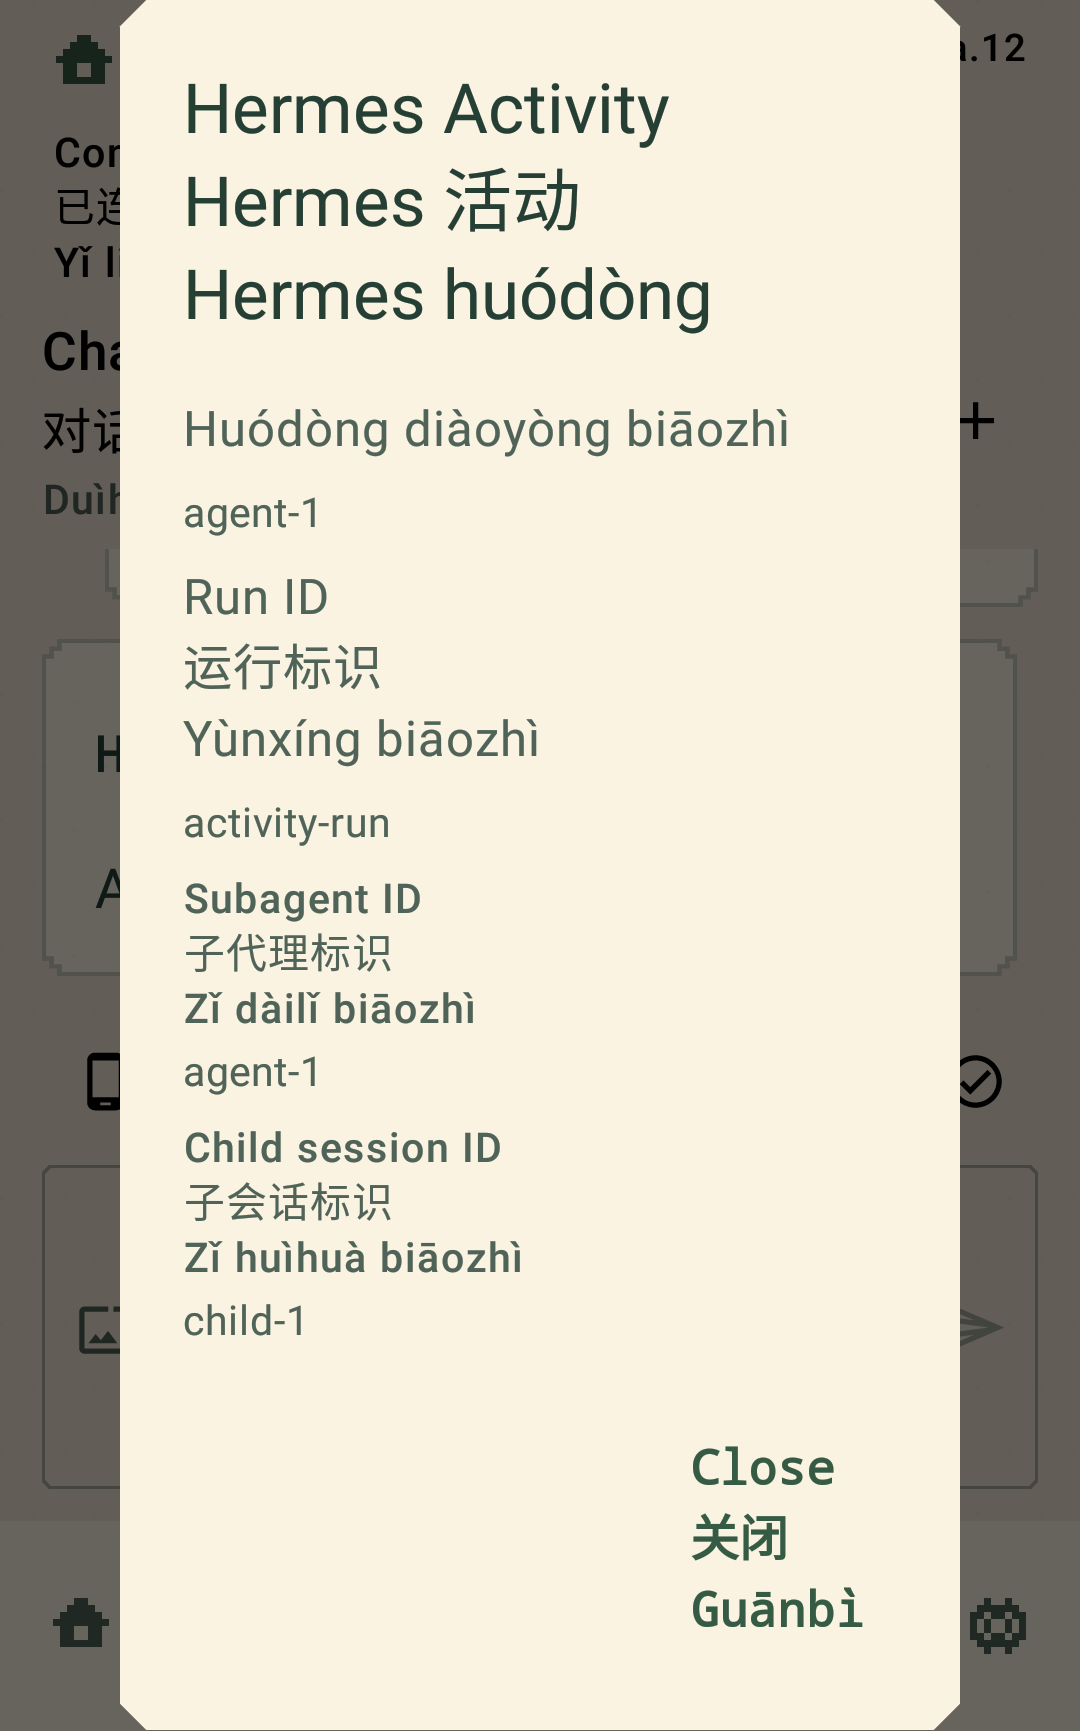 a.12
Hermes Activity
Hermes 活动
Hermes huódòng
Huódòng diàoyòng biāozhì
agent-1
Run ID
运行标识
Yùnxíng biāozhì
activity-run
Subagent ID
子代理标识
Zǐ dàilǐ biāozhì
agent-1
Child session ID
子会话标识
Zǐ huìhuà biāozhì
child-1
Close
关闭
Guānbì